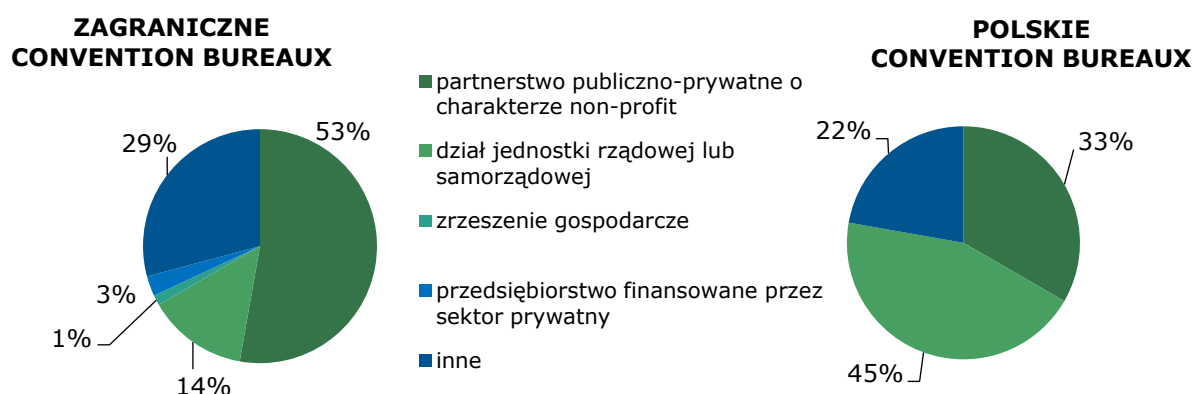 ZAGRANICZNE
CONVENTION BUREAUX
53%
29%
3%
1%
14%
partnerstwo publiczno-prywatne o
charakterze non-profit
dział jednostki rządowej lub
samorządowej
zrzeszenie gospodarcze
przedsiębiorstwo finansowane przez
sektor prywatny
inne
POLSKIE
CONVENTION BUREAUX
22%
33%
45%